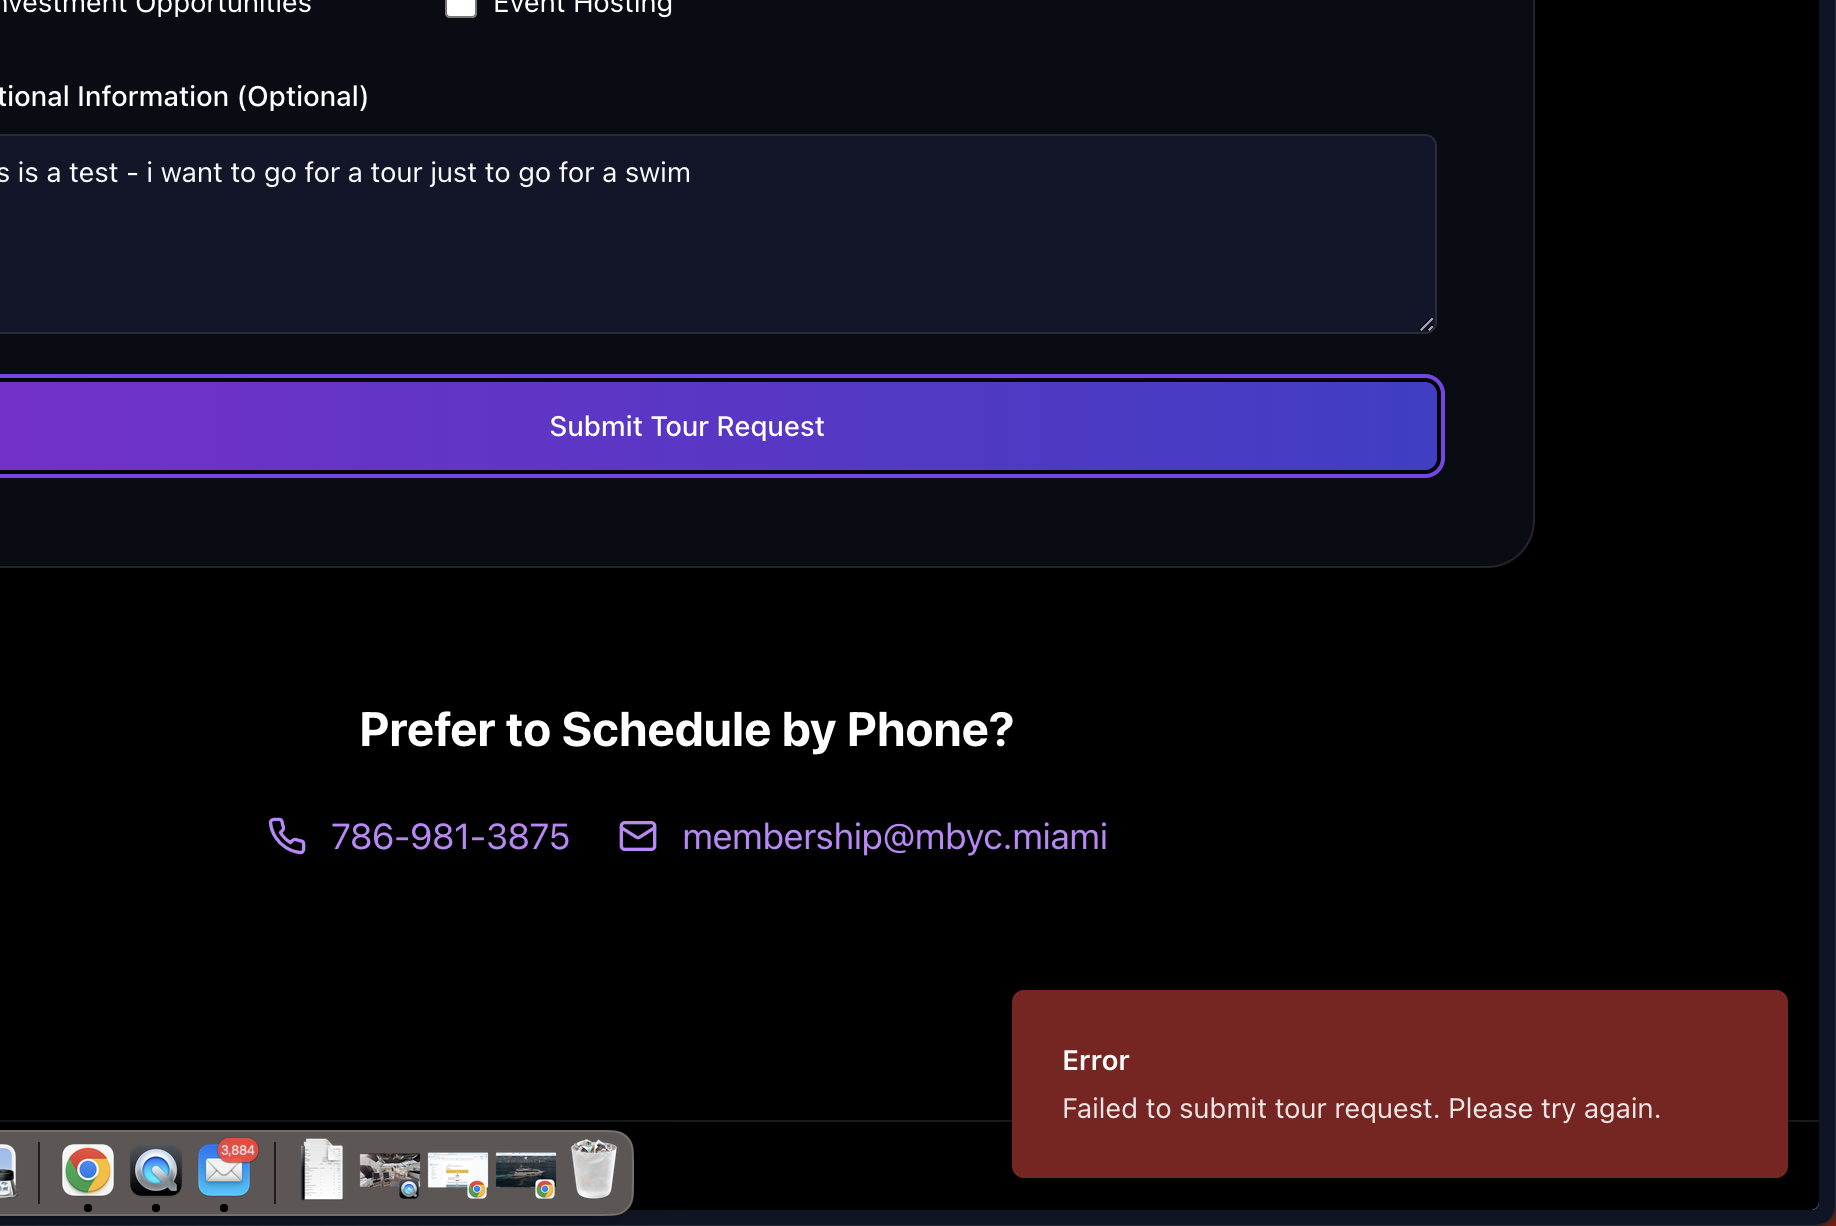 nvestment Opportunities
Event Hosting
tional Information (Optional)
s is a test - i want to go for a tour just to go for a swim
Submit Tour Request
Prefer to Schedule by Phone?
786-981-3875
membership@mbyc.miami
Error
Failed to submit tour request. Please try again.
3,884